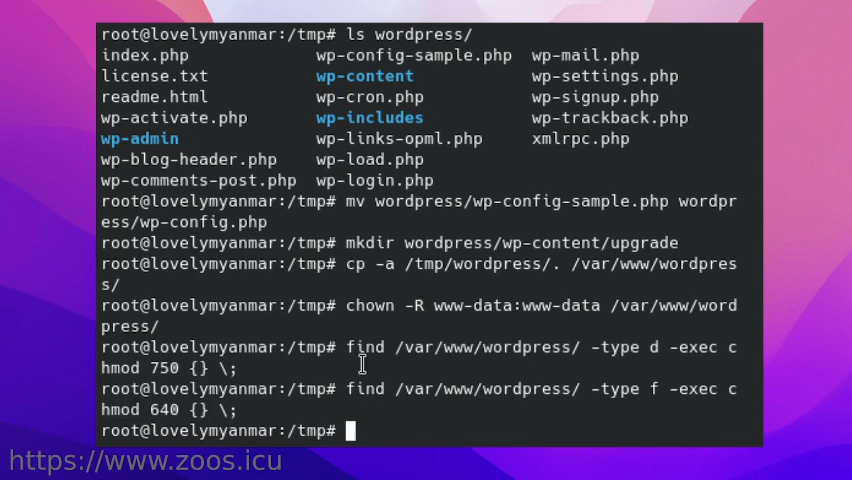 root@lovelymyanmar:/tmp# ls wordpress/
index.php wp-config-sample.php wp-mail.php
license.txt wp-content wp-settings.php
readme.html wp-cron.php wp-signup.php
wp-activate.php wp-includes wp-trackback.php
wp-admin wp-links-opml.php xmlrpc.php
wp-blog-header.php wp-load.php
wp-comments-post.php wp-login.php
root@lovelymyanmar:/tmp# mv wordpress/wp-config-sample.php wordpr
ess/wp-config.php
root@lovelymyanmar:/tmp# mkdir wordpress/wp-content/upgrade
root@lovelymyanmar:/tmp# cp -a /tmp/wordpress/. /var/www/wordpres
s/
root@lovelymyanmar:/tmp# chown -R www-data:www-data /var/www/word
press/
root@lovelymyanmar:/tmp# find /var/www/wordpress/ -type d -exec c
hmod 750 {} \;
root@lovelymyanmar:/tmp# find /var/www/wordpress/ -type f -exec c
hmod 640 {} \;
root@lovelymyanmar:/tmp#
https://www.zoos.icu